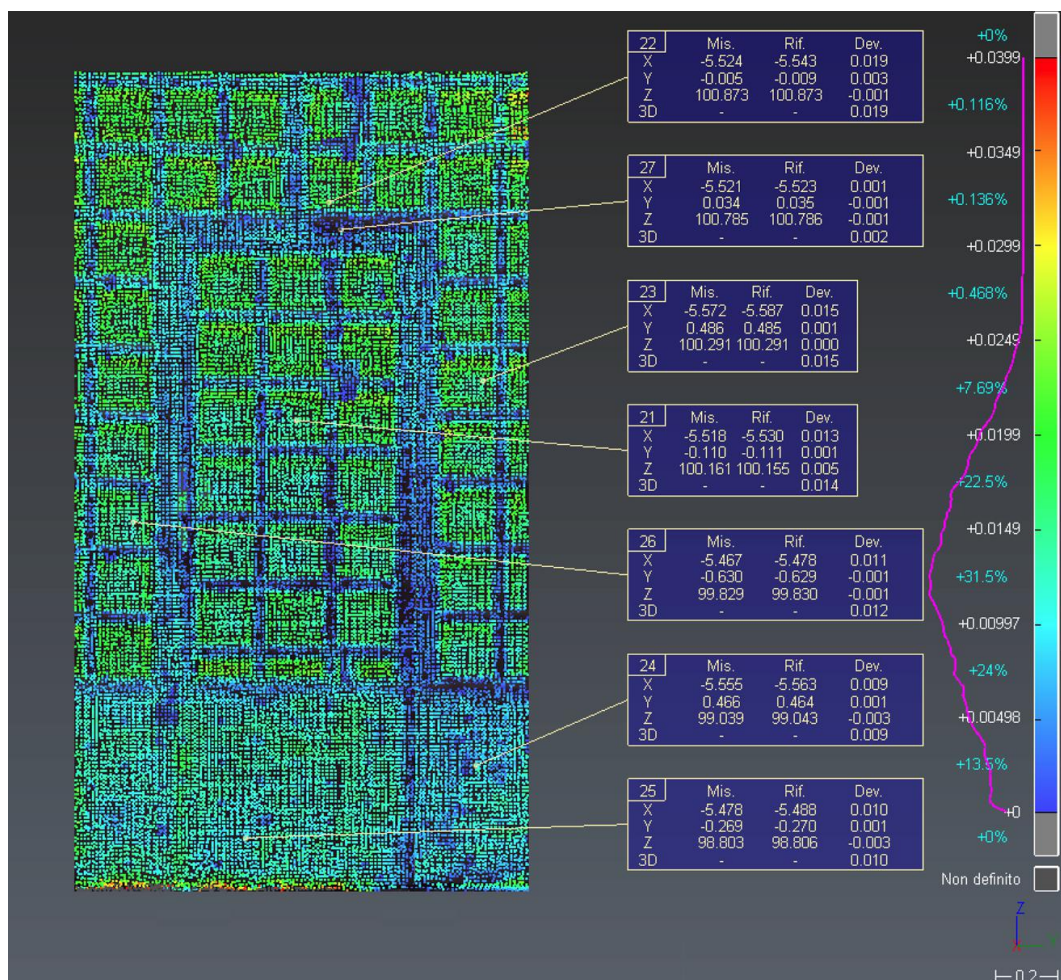 22 Mis. Rif. Dev.
X -5.524 -5.543 0.019
Y -0.005 -0.009 0.003
Z 100.873 100.873 -0.001
3D - - 0.019
27 Mis. Rif. Dev.
X -5.521 -5.523 0.001
Y 0.034 0.035 -0.001
Z 100.785 100.786 -0.001
3D - - 0.002
23 Mis. Rif. Dev.
X -5.572 -5.587 0.015
Y 0.486 0.485 0.001
Z 100.291 100.291 0.000
3D - - 0.015
21 Mis. Rif. Dev.
X -5.518 -5.530 0.013
Y -0.110 -0.111 0.001
Z 100.161 100.155 0.005
3D - - 0.014
26 Mis. Rif. Dev.
X -5.467 -5.478 0.011
Y -0.630 -0.629 -0.001
Z 99.829 99.830 -0.001
3D - - 0.012
24 Mis. Rif. Dev.
X -5.555 -5.563 0.009
Y 0.466 0.464 0.001
Z 99.039 99.043 -0.003
3D - - 0.009
25 Mis. Rif. Dev.
X -5.478 -5.488 0.010
Y -0.269 -0.270 0.001
Z 98.803 98.806 -0.003
3D - - 0.010
+0%
+0.0399
+0.116%
+0.0349
+0.136%
+0.0299
+0.468%
+0.0249
+7.69%
+0.0199
+22.5%
+0.0149
+31.5%
+0.00997
+24%
+0.00498
+13.5%
+0
+0%
Non definito
Z
X
0.2